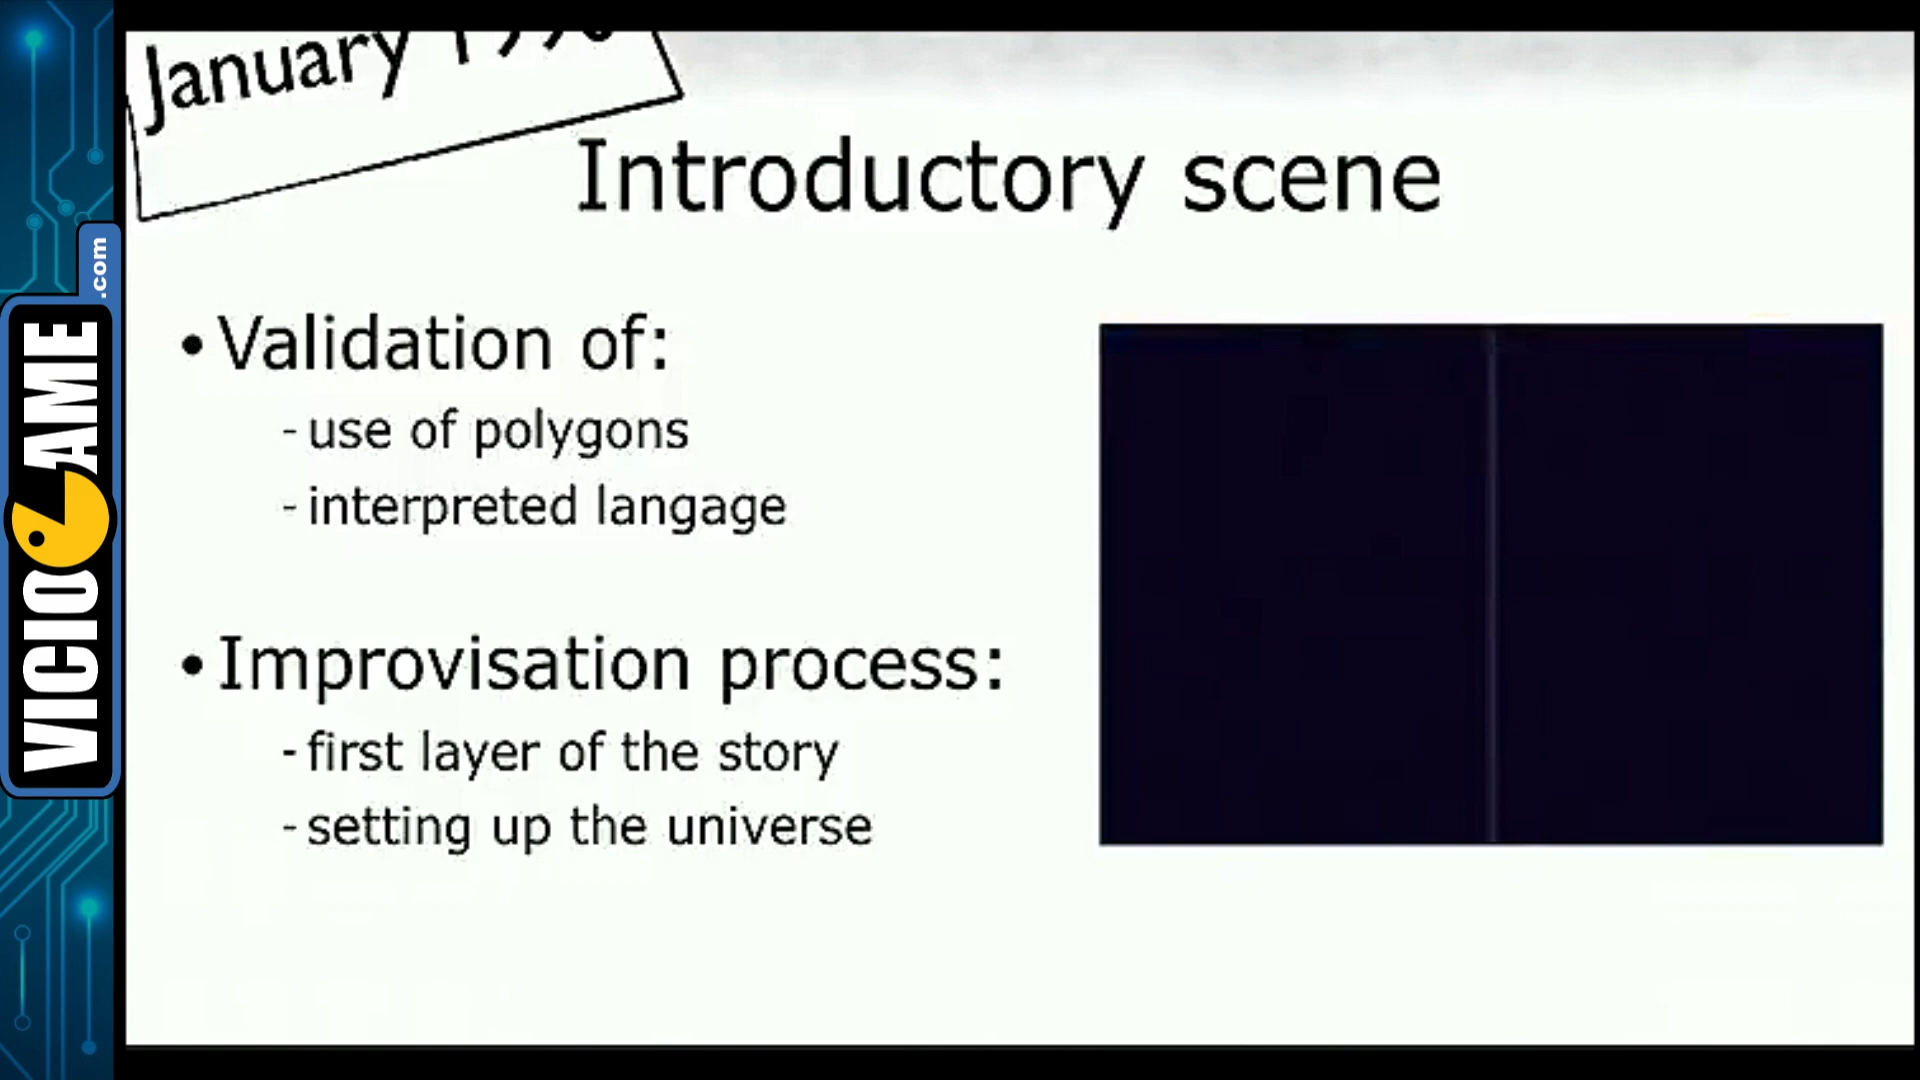 January
Introductory scene
• Validation of:
- use of polygons
- interpreted langage
• Improvisation process:
- first layer of the story
- setting up the universe
VICIOGAME
.com